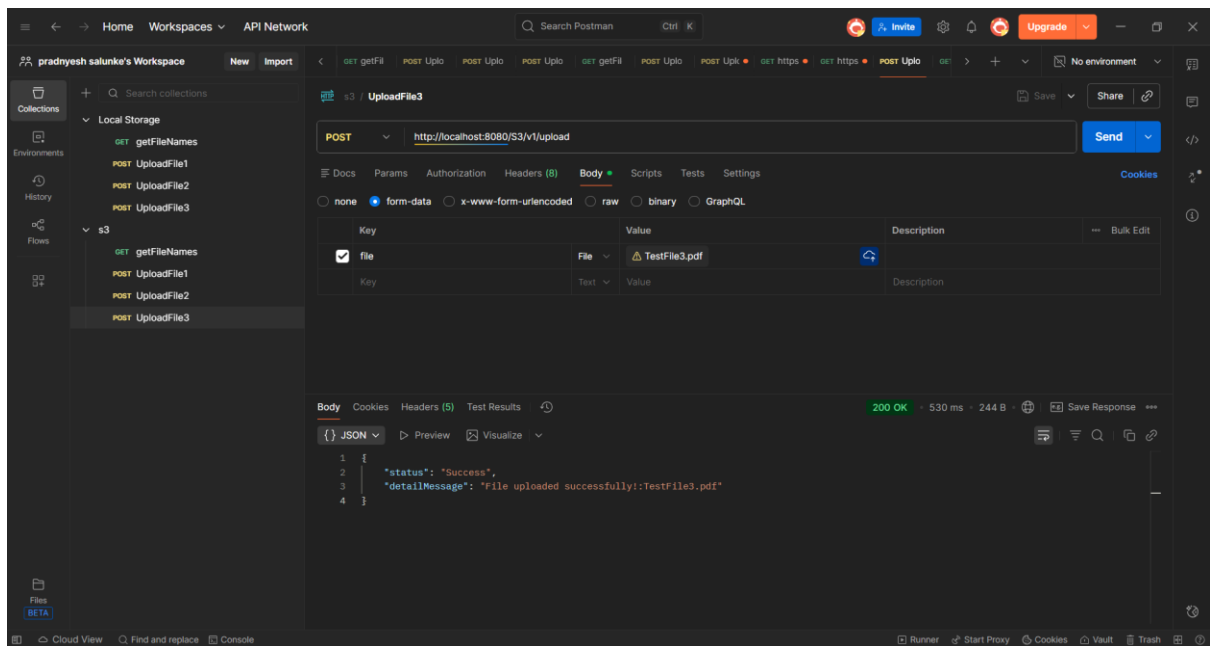 Home Workspaces API Network Search Postman Ctrl K Invite Upgrade
pradnyesh salunke's Workspace New Import GET getFil POST Uplo POST Uplo POST Uplo GET getFil POST Uplo POST Upk GET https GET https POST Uplo GE No environment
Collections
Environments
History
Flows
Files
BETA
Search collections
Local Storage
GET getFileNames
POST UploadFile1
POST UploadFile2
POST UploadFile3
s3
GET getFileNames
POST UploadFile1
POST UploadFile2
POST UploadFile3
HTTP s3 / UploadFile3 Save Share
POST http://localhost:8080/S3/v1/upload Send
Docs Params Authorization Headers (8) Body Scripts Tests Settings Cookies
none form-data x-www-form-urlencoded raw binary GraphQL
Key Value Description Bulk Edit
file File TestFile3.pdf
Key Text Value Description
Body Cookies Headers (5) Test Results 200 OK 530 ms 244 B Save Response
{} JSON Preview Visualize
1 {
2 "status": "Success",
3 "detailMessage": "File uploaded successfully!:TestFile3.pdf"
4 }
Cloud View Find and replace Console Runner Start Proxy Cookies Vault Trash